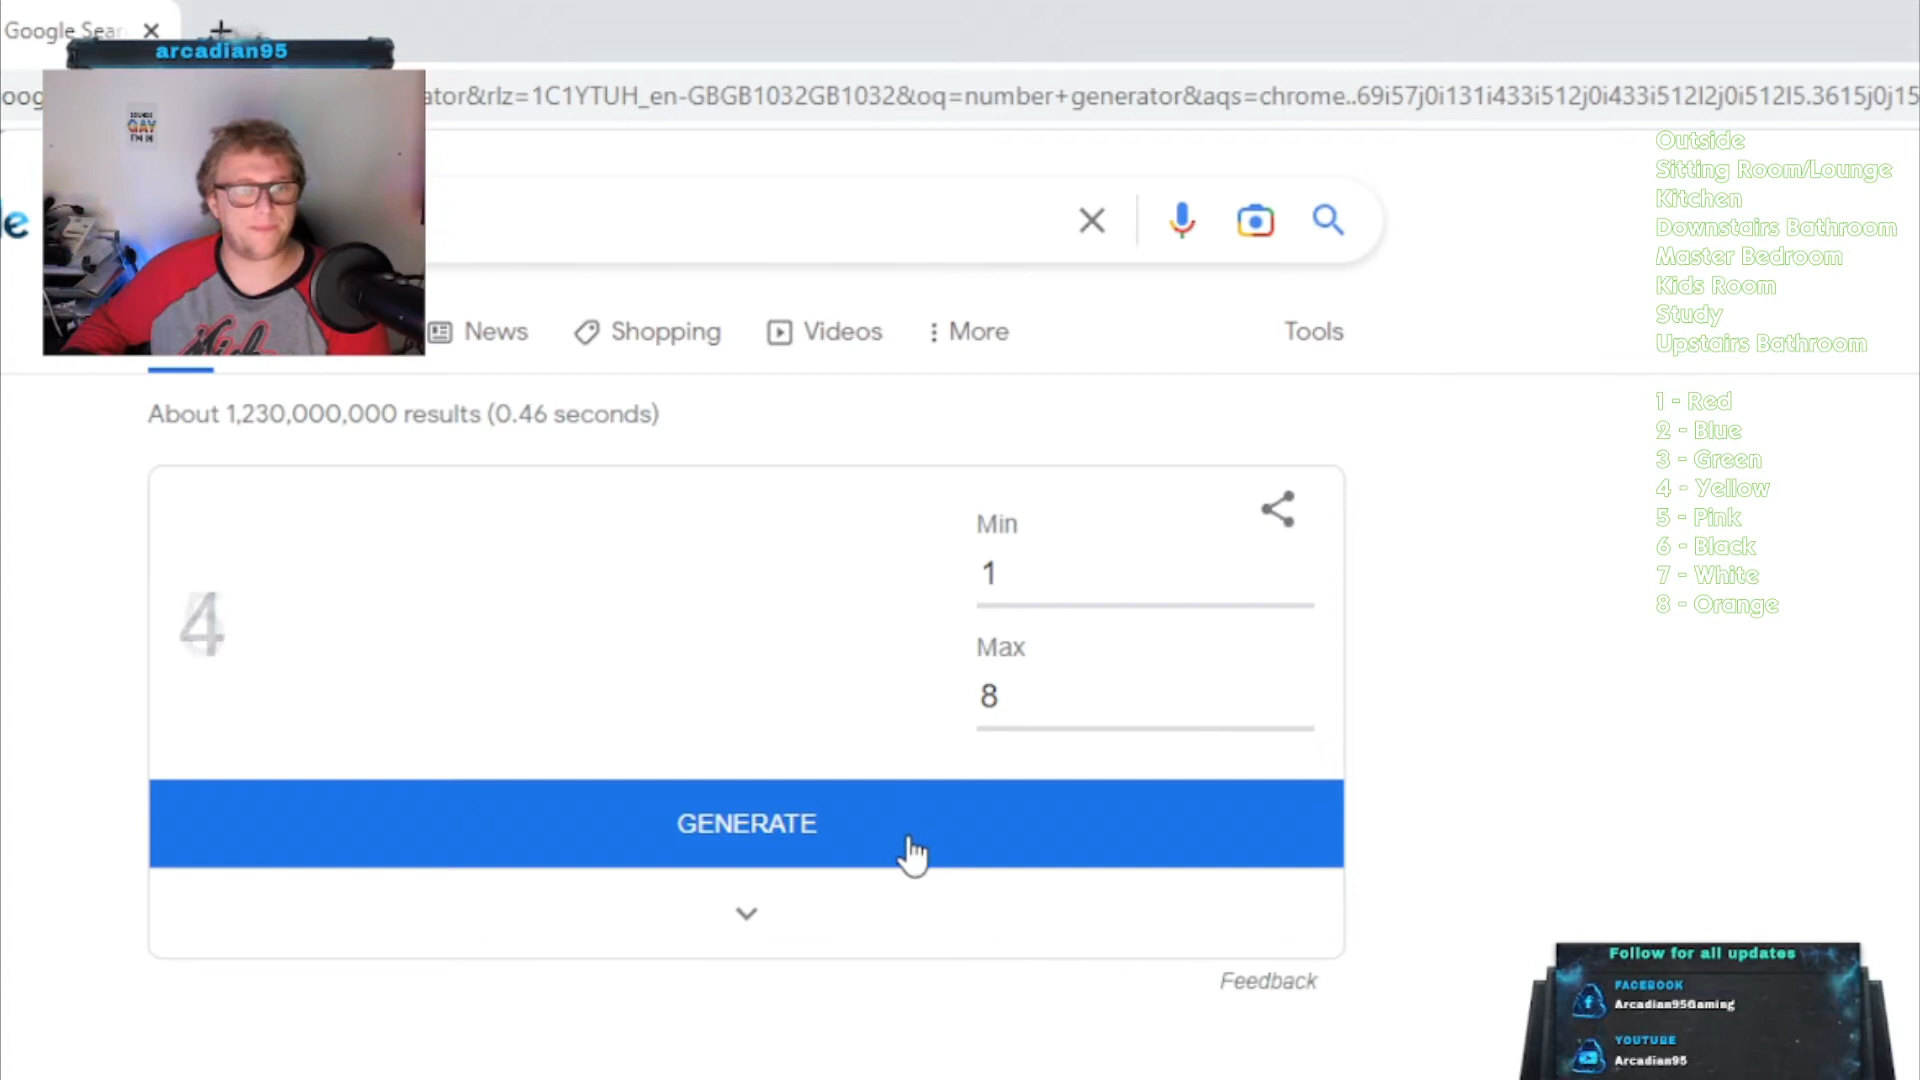 Google Sear
arcadian95
ator&rlz=1C1YTUH_en-GBGB1032GB1032&oq=number+generator&aqs=chrome..69i57j0i131i433i512j0i433i512l2j0i512l5.3615j0j15
GAY
I'M IN
News
Shopping
Videos
More
Tools
About 1,230,000,000 results (0.46 seconds)
4
Min
1
Max
8
GENERATE
Feedback
Outside
Sitting Room/Lounge
Kitchen
Downstairs Bathroom
Master Bedroom
Kids Room
Study
Upstairs Bathroom
1 - Red
2 - Blue
3 - Green
4 - Yellow
5 - Pink
6 - Black
7 - White
8 - Orange
Follow for all updates
FACEBOOK
Arcadian95Gaming
YOUTUBE
Arcadian95